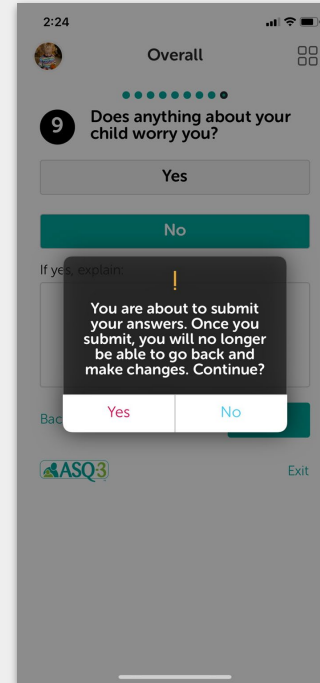 2:24
Overall
9
Does anything about your
child worry you?
Yes
No
If yes, explain:
!
You are about to submit
your answers. Once you
submit, you will no longer
be able to go back and
make changes. Continue?
Yes
No
Bac
ASQ-3
Exit